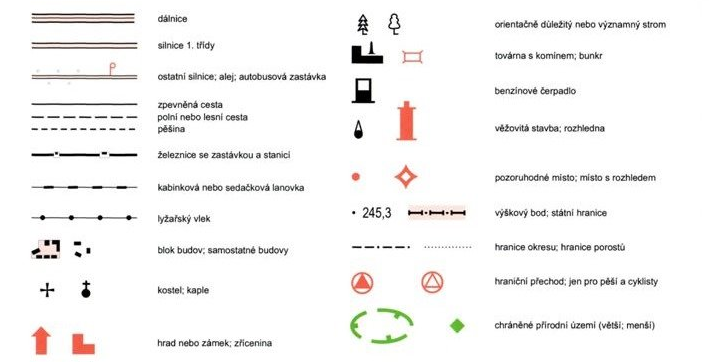 dálnice
silnice 1. třídy
ostatní silnice; alej; autobusová zastávka
zpevněná cesta
polní nebo lesní cesta
pěšina
železnice se zastávkou a stanicí
kabinková nebo sedačková lanovka
lyžařský vlek
blok budov; samostatné budovy
kostel; kaple
hrad nebo zámek; zřícenina
orientačně důležitý nebo významný strom
továrna s komínem; bunkr
benzínové čerpadlo
věžovitá stavba; rozhledna
pozoruhodné místo; místo s rozhledem
245,3 výškový bod; státní hranice
hranice okresu; hranice porostů
hraniční přechod; jen pro pěší a cyklisty
chráněné přírodní území (větší; menší)